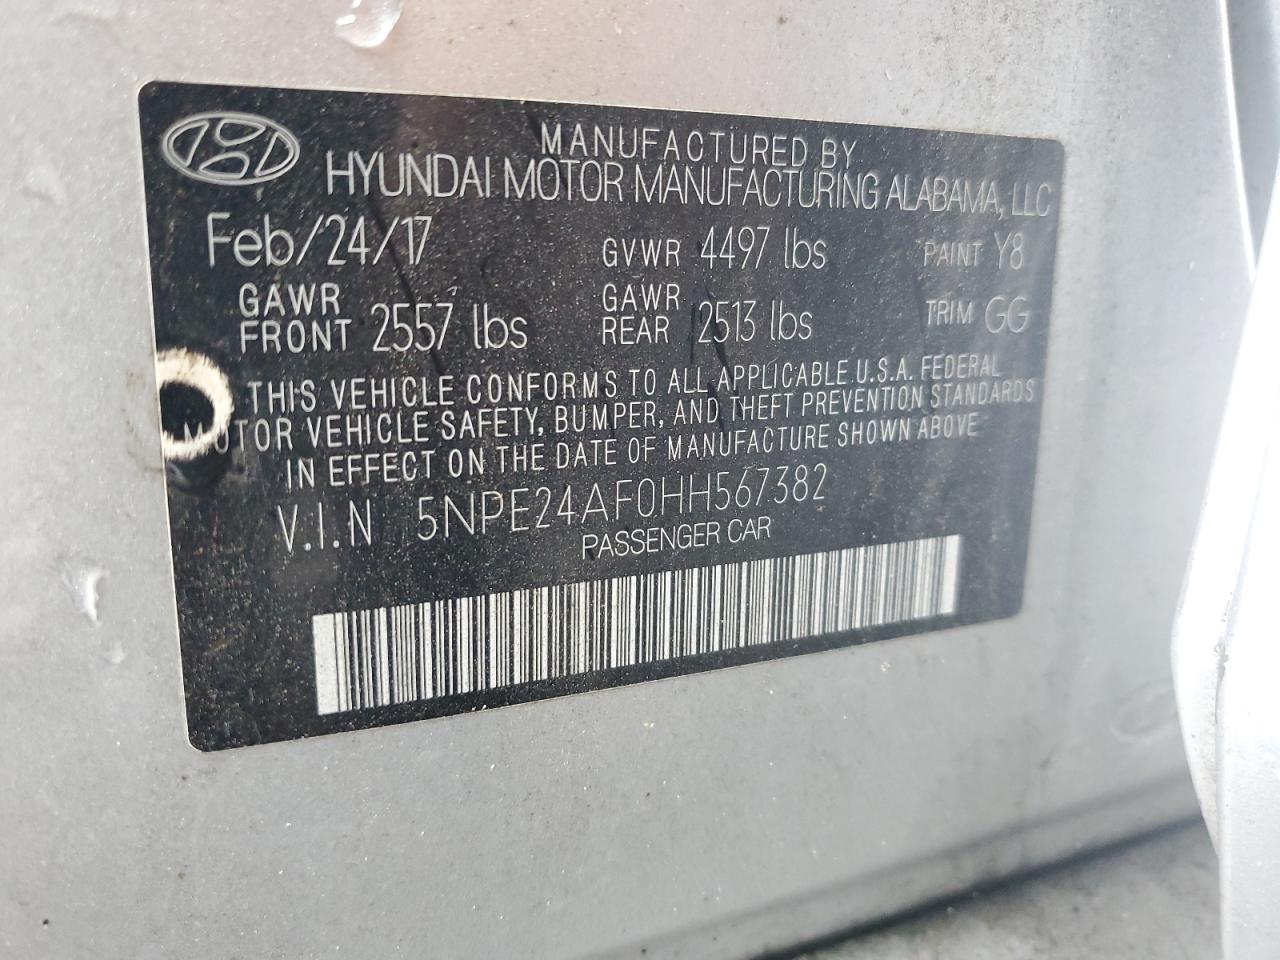 MANUFACTURED BY
HYUNDAI MOTOR MANUFACTURING ALABAMA, LLC
Feb/24/17 GVWR 4497 lbs PAINT Y8
GAWR FRONT 2557 lbs GAWR REAR 2513 lbs TRIM GG
THIS VEHICLE CONFORMS TO ALL APPLICABLE U.S.A. FEDERAL
MOTOR VEHICLE SAFETY, BUMPER, AND THEFT PREVENTION STANDARDS
IN EFFECT ON THE DATE OF MANUFACTURE SHOWN ABOVE
V.I.N 5NPE24AF0HH567382
PASSENGER CAR